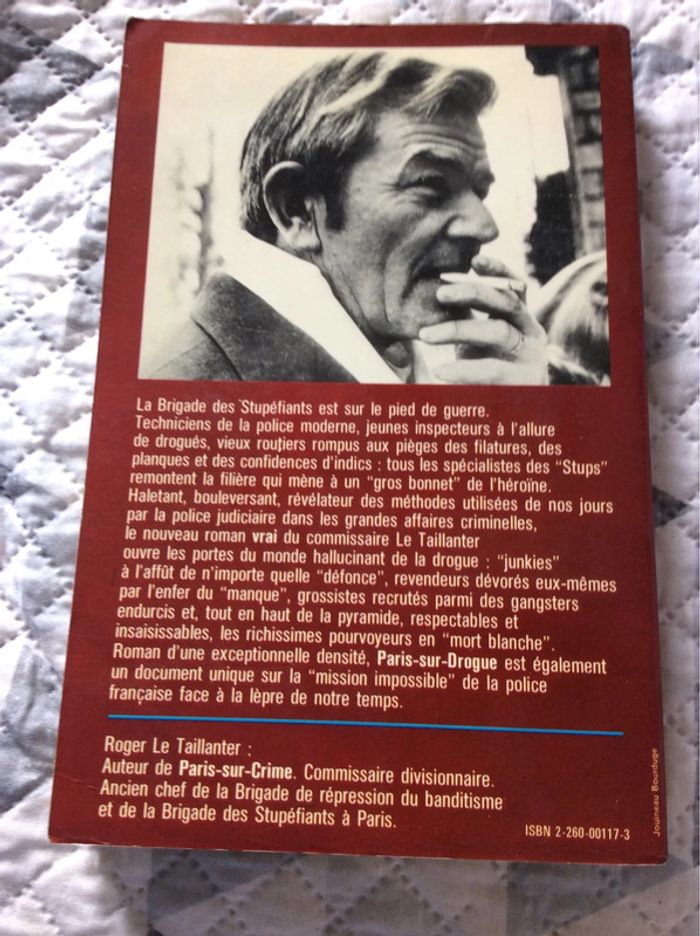 La Brigade des Stupéfiants est sur le pied de guerre.
Techniciens de la police moderne, jeunes inspecteurs à l'allure
de drogués, vieux routiers rompus aux pièges des filatures, des
planques et des confidences d'indics : tous les spécialistes des "Stups"
remontent la filière qui mène à un "gros bonnet" de l'héroïne.
Haletant, bouleversant, révélateur des méthodes utilisées de nos jours
par la police judiciaire dans les grandes affaires criminelles,
le nouveau roman vrai du commissaire Le Taillanter
ouvre les portes du monde hallucinant de la drogue : "junkies"
à l'affût de n'importe quelle "défonce", revendeurs dévorés eux-mêmes
par l'enfer du "manque", grossistes recrutés parmi des gangsters
endurcis et, tout en haut de la pyramide, respectables et
insaisissables, les richissimes pourvoyeurs en "mort blanche".
Roman d'une exceptionnelle densité, Paris-sur-Drogue est également
un document unique sur la "mission impossible" de la police
française face à la lèpre de notre temps.
Roger Le Taillanter :
Auteur de Paris-sur-Crime. Commissaire divisionnaire.
Ancien chef de la Brigade de répression du banditisme
et de la Brigade des Stupéfiants à Paris.
ISBN 2-260-00117-3
Jouineau Bourduge